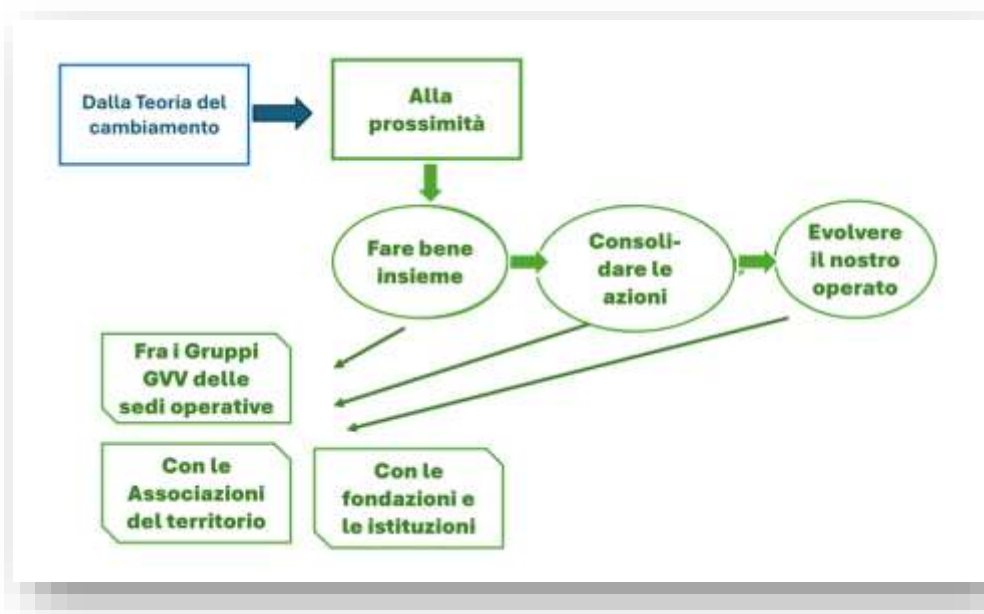 Dalla Teoria del
cambiamento
Alla
prossimità
Fare bene
insieme
Consoli-
dare le
azioni
Evolvere
il nostro
operato
Fra i Gruppi
GVV delle
sedi operative
Con le
Associazioni
del territorio
Con le
fondazioni e
le istituzioni